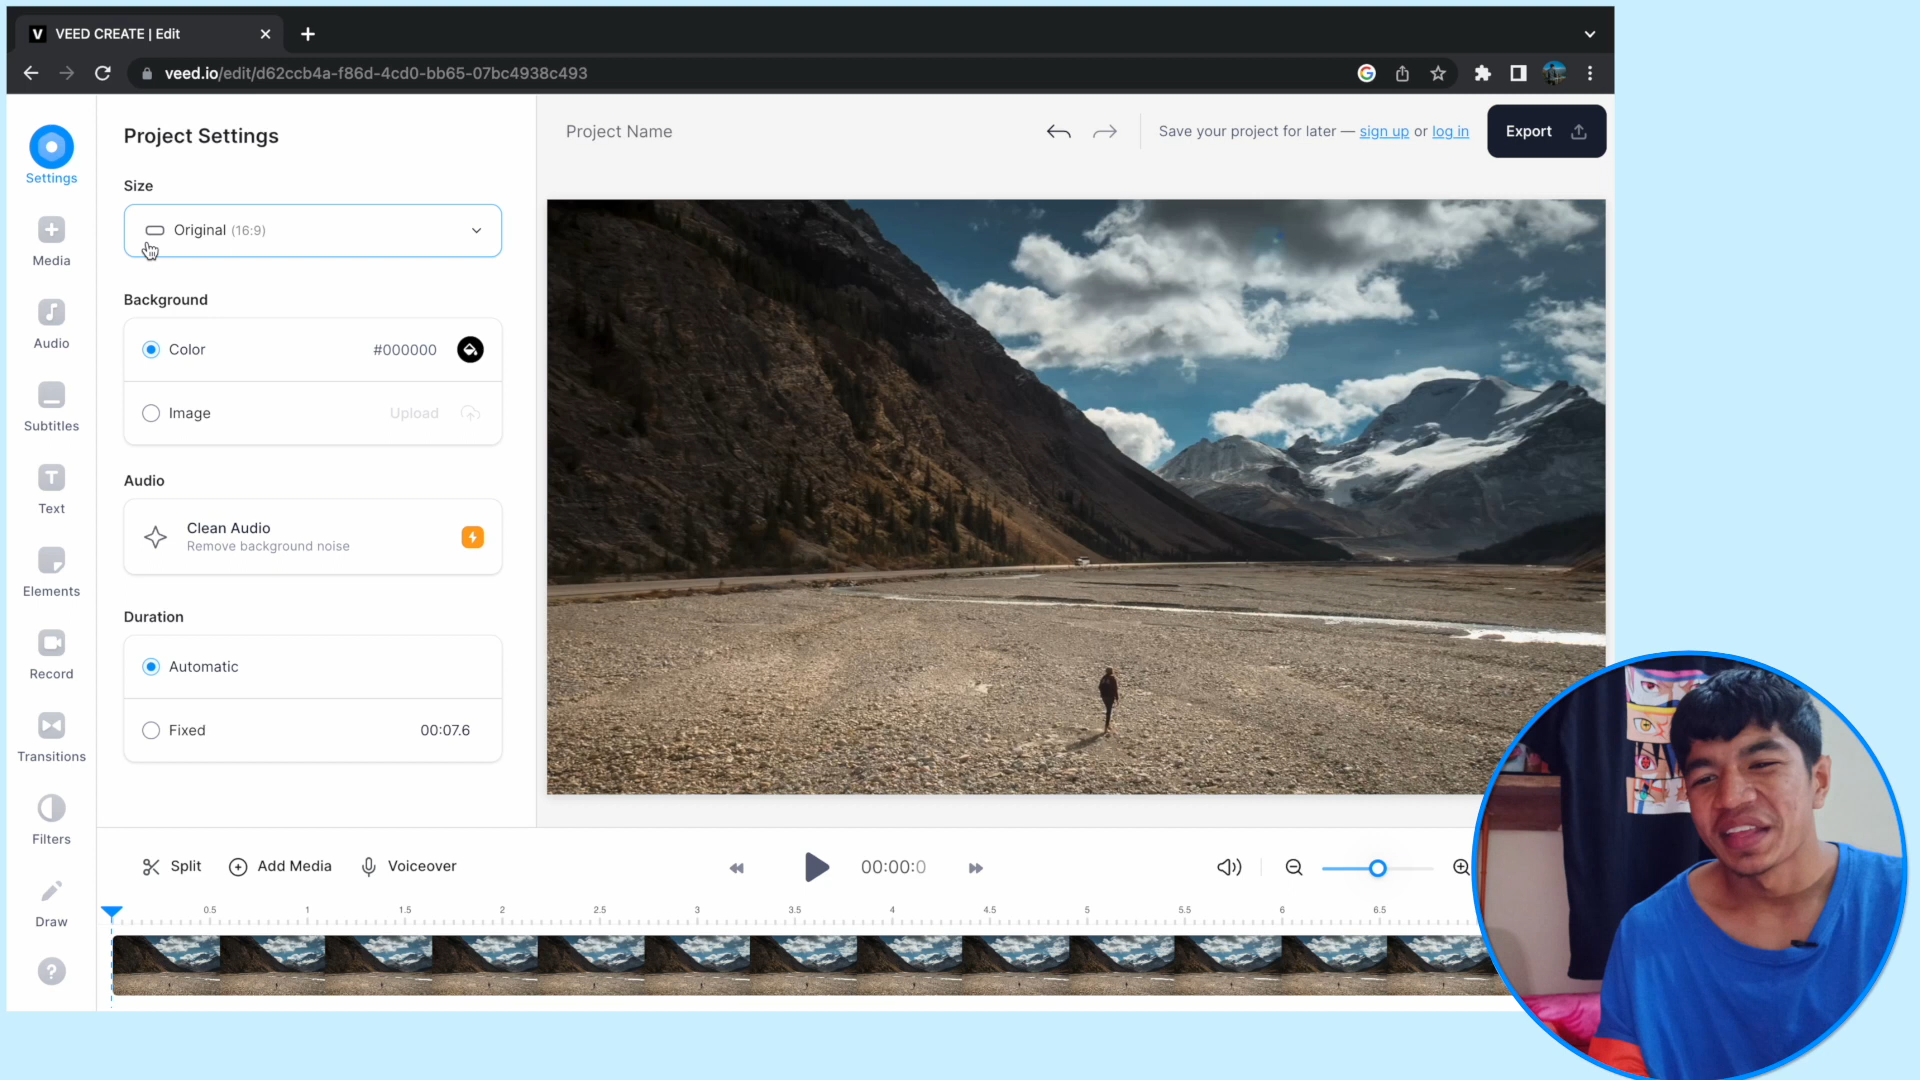 VEED CREATE | Edit
veed.io/edit/d62ccb4a-f86d-4cd0-bb65-07bc4938c493
Settings
Media
Audio
Subtitles
Text
Elements
Record
Transitions
Filters
Draw
Project Settings
Size
Original (16:9)
Background
Color #000000
Image Upload
Audio
Clean Audio
Remove background noise
Duration
Automatic
Fixed 00:07.6
Project Name
Save your project for later — sign up or log in
Export
Split Add Media Voiceover 00:00:0
0.5 1 1.5 2 2.5 3 3.5 4 4.5 5 5.5 6 6.5